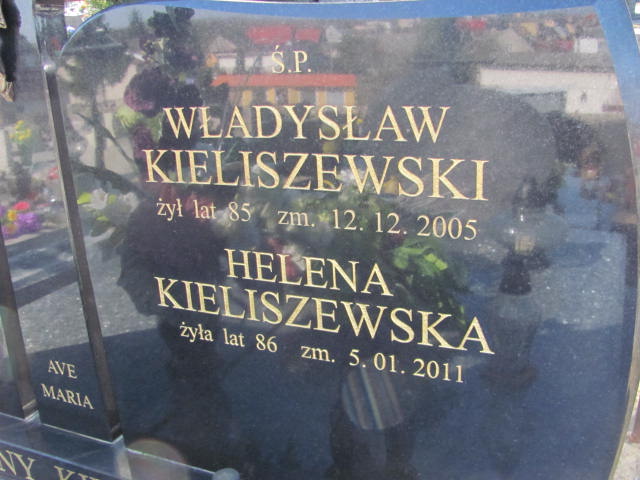 Ś.P.
WŁADYSŁAW
KIELISZEWSKI
żył lat 85 zm. 12. 12. 2005
HELENA
KIELISZEWSKA
żyła lat 86 zm. 5. 01. 2011
AVE
MARIA